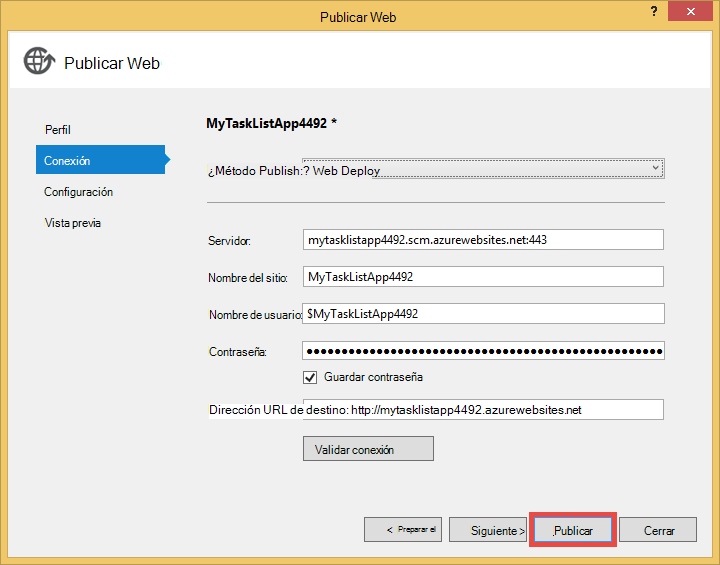 Publicar Web
?
Publicar Web
Perfil
Conexión
Configuración
Vista previa
MyTaskListApp4492 *
¿Método Publish:? Web Deploy
Servidor: mytasklistapp4492.scm.azurewebsites.net:443
Nombre del sitio: MyTaskListApp4492
Nombre de usuario: $MyTaskListApp4492
Contraseña:
Guardar contraseña
Dirección URL de destino: http://mytasklistapp4492.azurewebsites.net
Validar conexión
< Preparar el
Siguiente >
Publicar
Cerrar